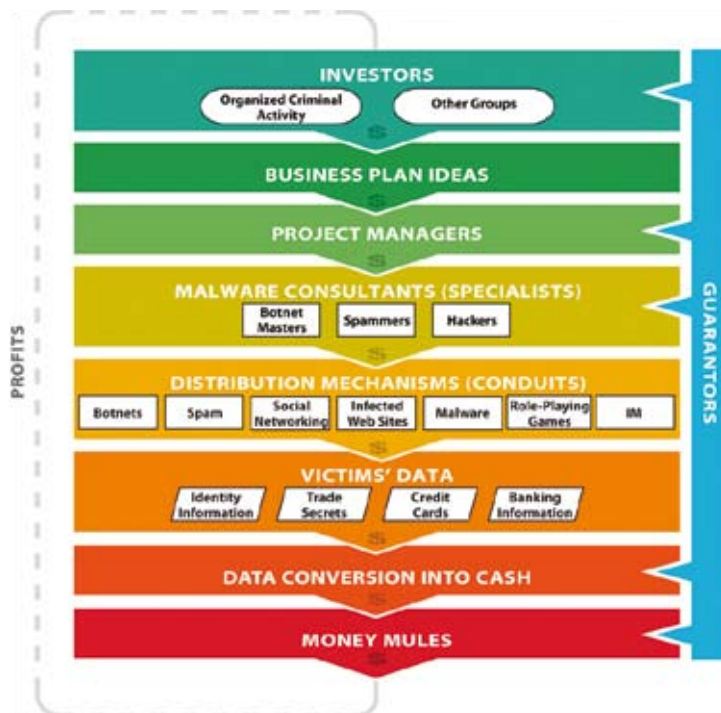 INVESTORS
Organized Criminal
Activity
Other Groups
$
BUSINESS PLAN IDEAS
$
PROJECT MANAGERS
$
MALWARE CONSULTANTS (SPECIALISTS)
Botnet
Masters
Spammers
Hackers
$
DISTRIBUTION MECHANISMS (CONDUITS)
Botnets
Spam
Social
Networking
Infected
Web Sites
Malware
Role-Playing
Games
IM
$
VICTIMS' DATA
Identity
Information
Trade
Secrets
Credit
Cards
Banking
Information
$
DATA CONVERSION INTO CASH
$
MONEY MULES
$
PROFITS
GUARANTORS